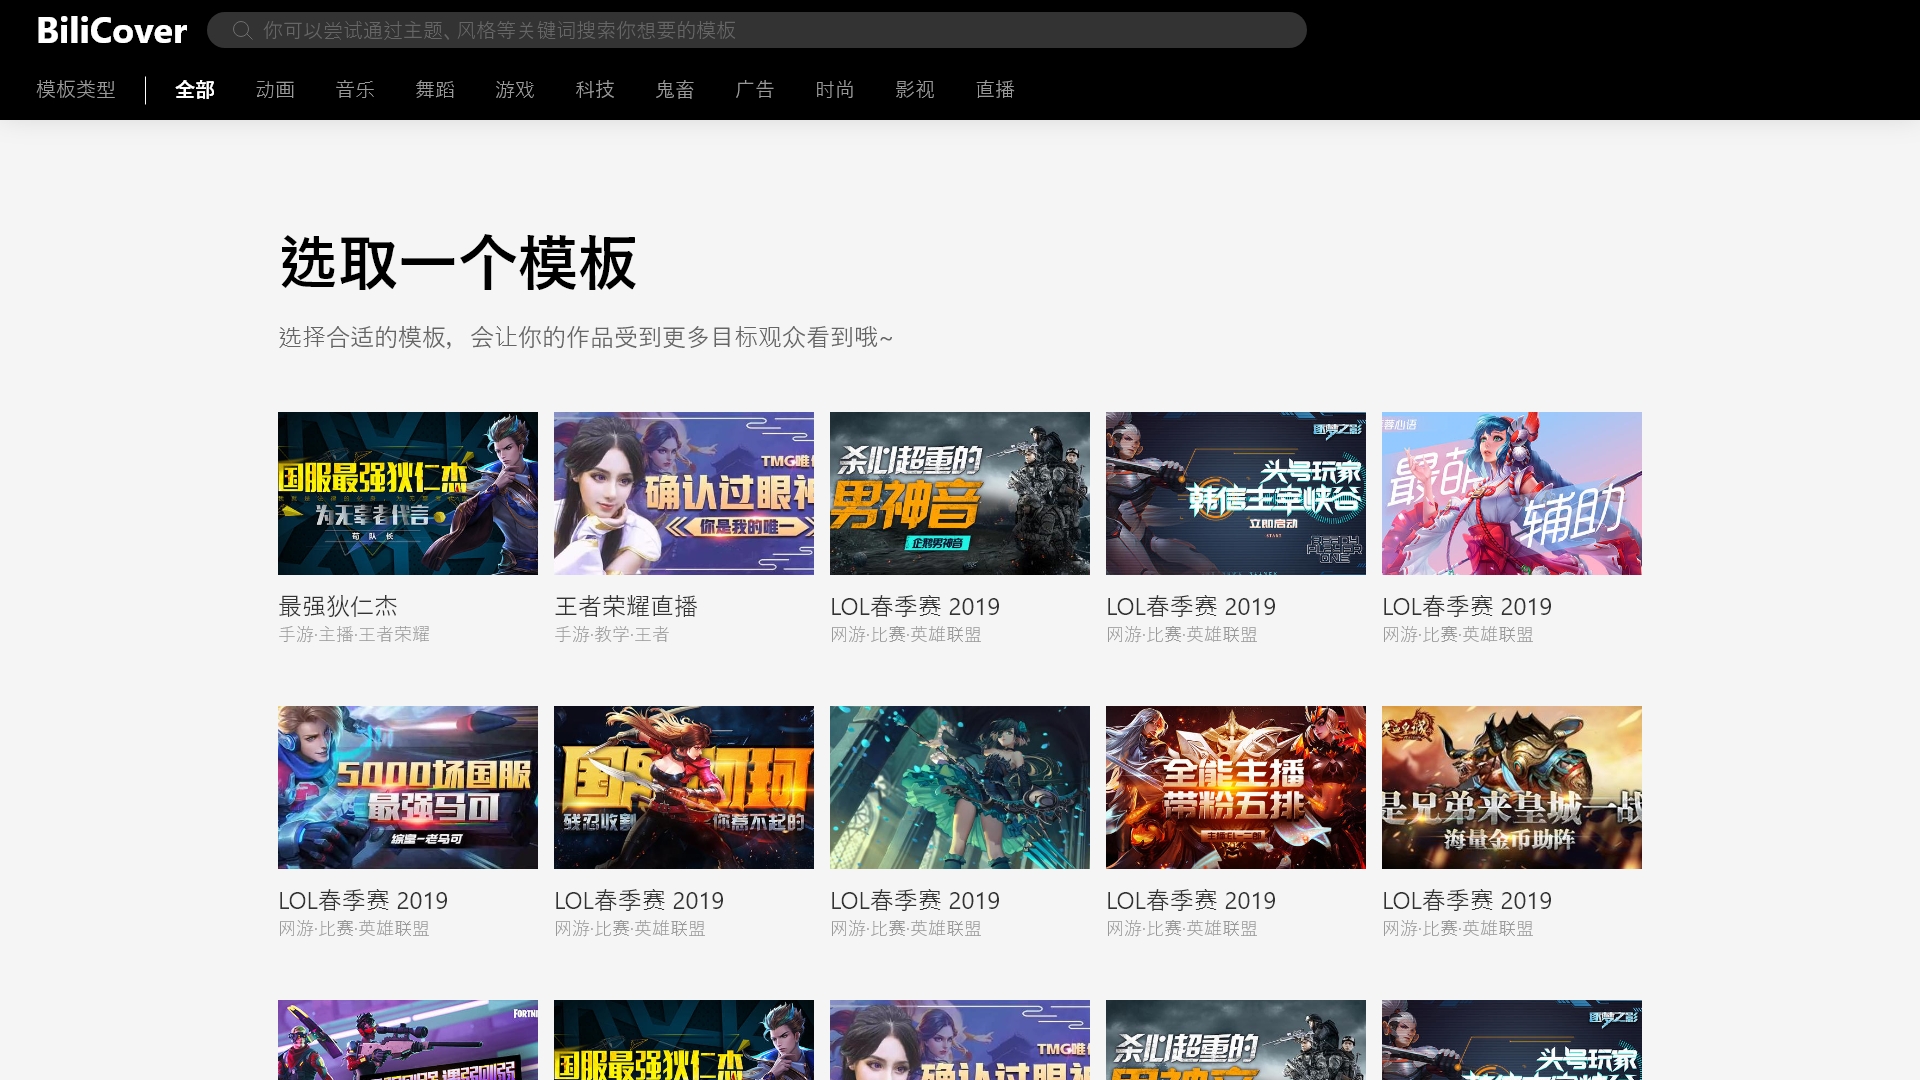 BiliCover
你可以尝试通过主题、风格等关键词搜索你想要的模板
模板类型 全部 动画 音乐 舞蹈 游戏 科技 鬼畜 广告 时尚 影视 直播
选取一个模板
选择合适的模板，会让你的作品受到更多目标观众看到哦~
国服最强狄仁杰
为无辜者代言
苟队长
TMG唯
确认过眼神
你是我的唯一
杀心超重的
男神音
企鹅男神音
逐梦之影
头号玩家
韩信主宰峡谷
立即启动
START
READY
PLAYER
ONE
蓉心语
最萌
辅助
最强狄仁杰 王者荣耀直播 LOL春季赛 2019 LOL春季赛 2019 LOL春季赛 2019
手游·主播·王者荣耀 手游·教学·王者 网游·比赛·英雄联盟 网游·比赛·英雄联盟 网游·比赛·英雄联盟
5000场国服
最强马可
综皇一老马可
国服
残忍收割 你惹不起的
全能主播
带粉五排
是兄弟来皇城一战
海量金币助阵
LOL春季赛 2019 LOL春季赛 2019 LOL春季赛 2019 LOL春季赛 2019 LOL春季赛 2019
网游·比赛·英雄联盟 网游·比赛·英雄联盟 网游·比赛·英雄联盟 网游·比赛·英雄联盟 网游·比赛·英雄联盟
FORTNI
国服最强狄仁杰
TMG唯
确认过眼神
杀心超重的
男神音
逐梦之影
头号玩家